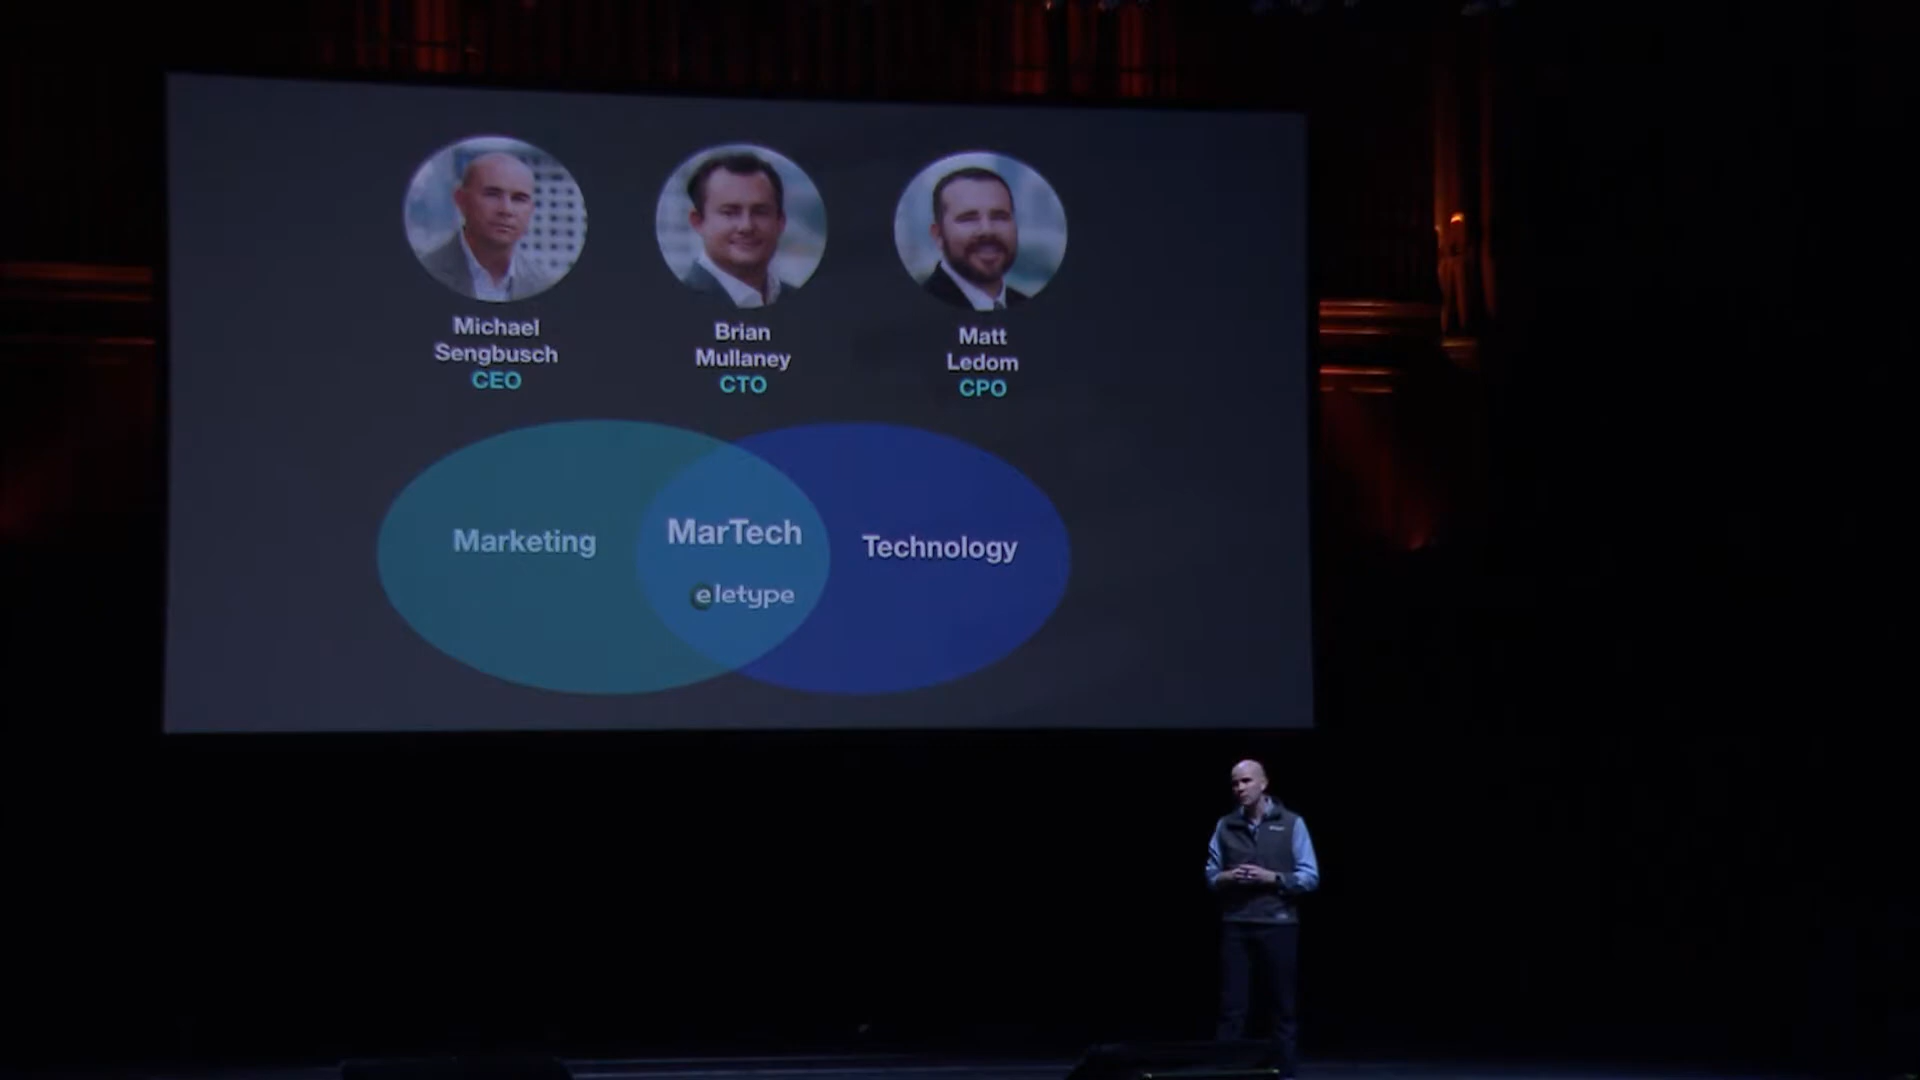 Michael
Sengbusch
CEO
Brian
Mullaney
CTO
Matt
Ledom
CPO
Marketing
MarTech
eletype
Technology